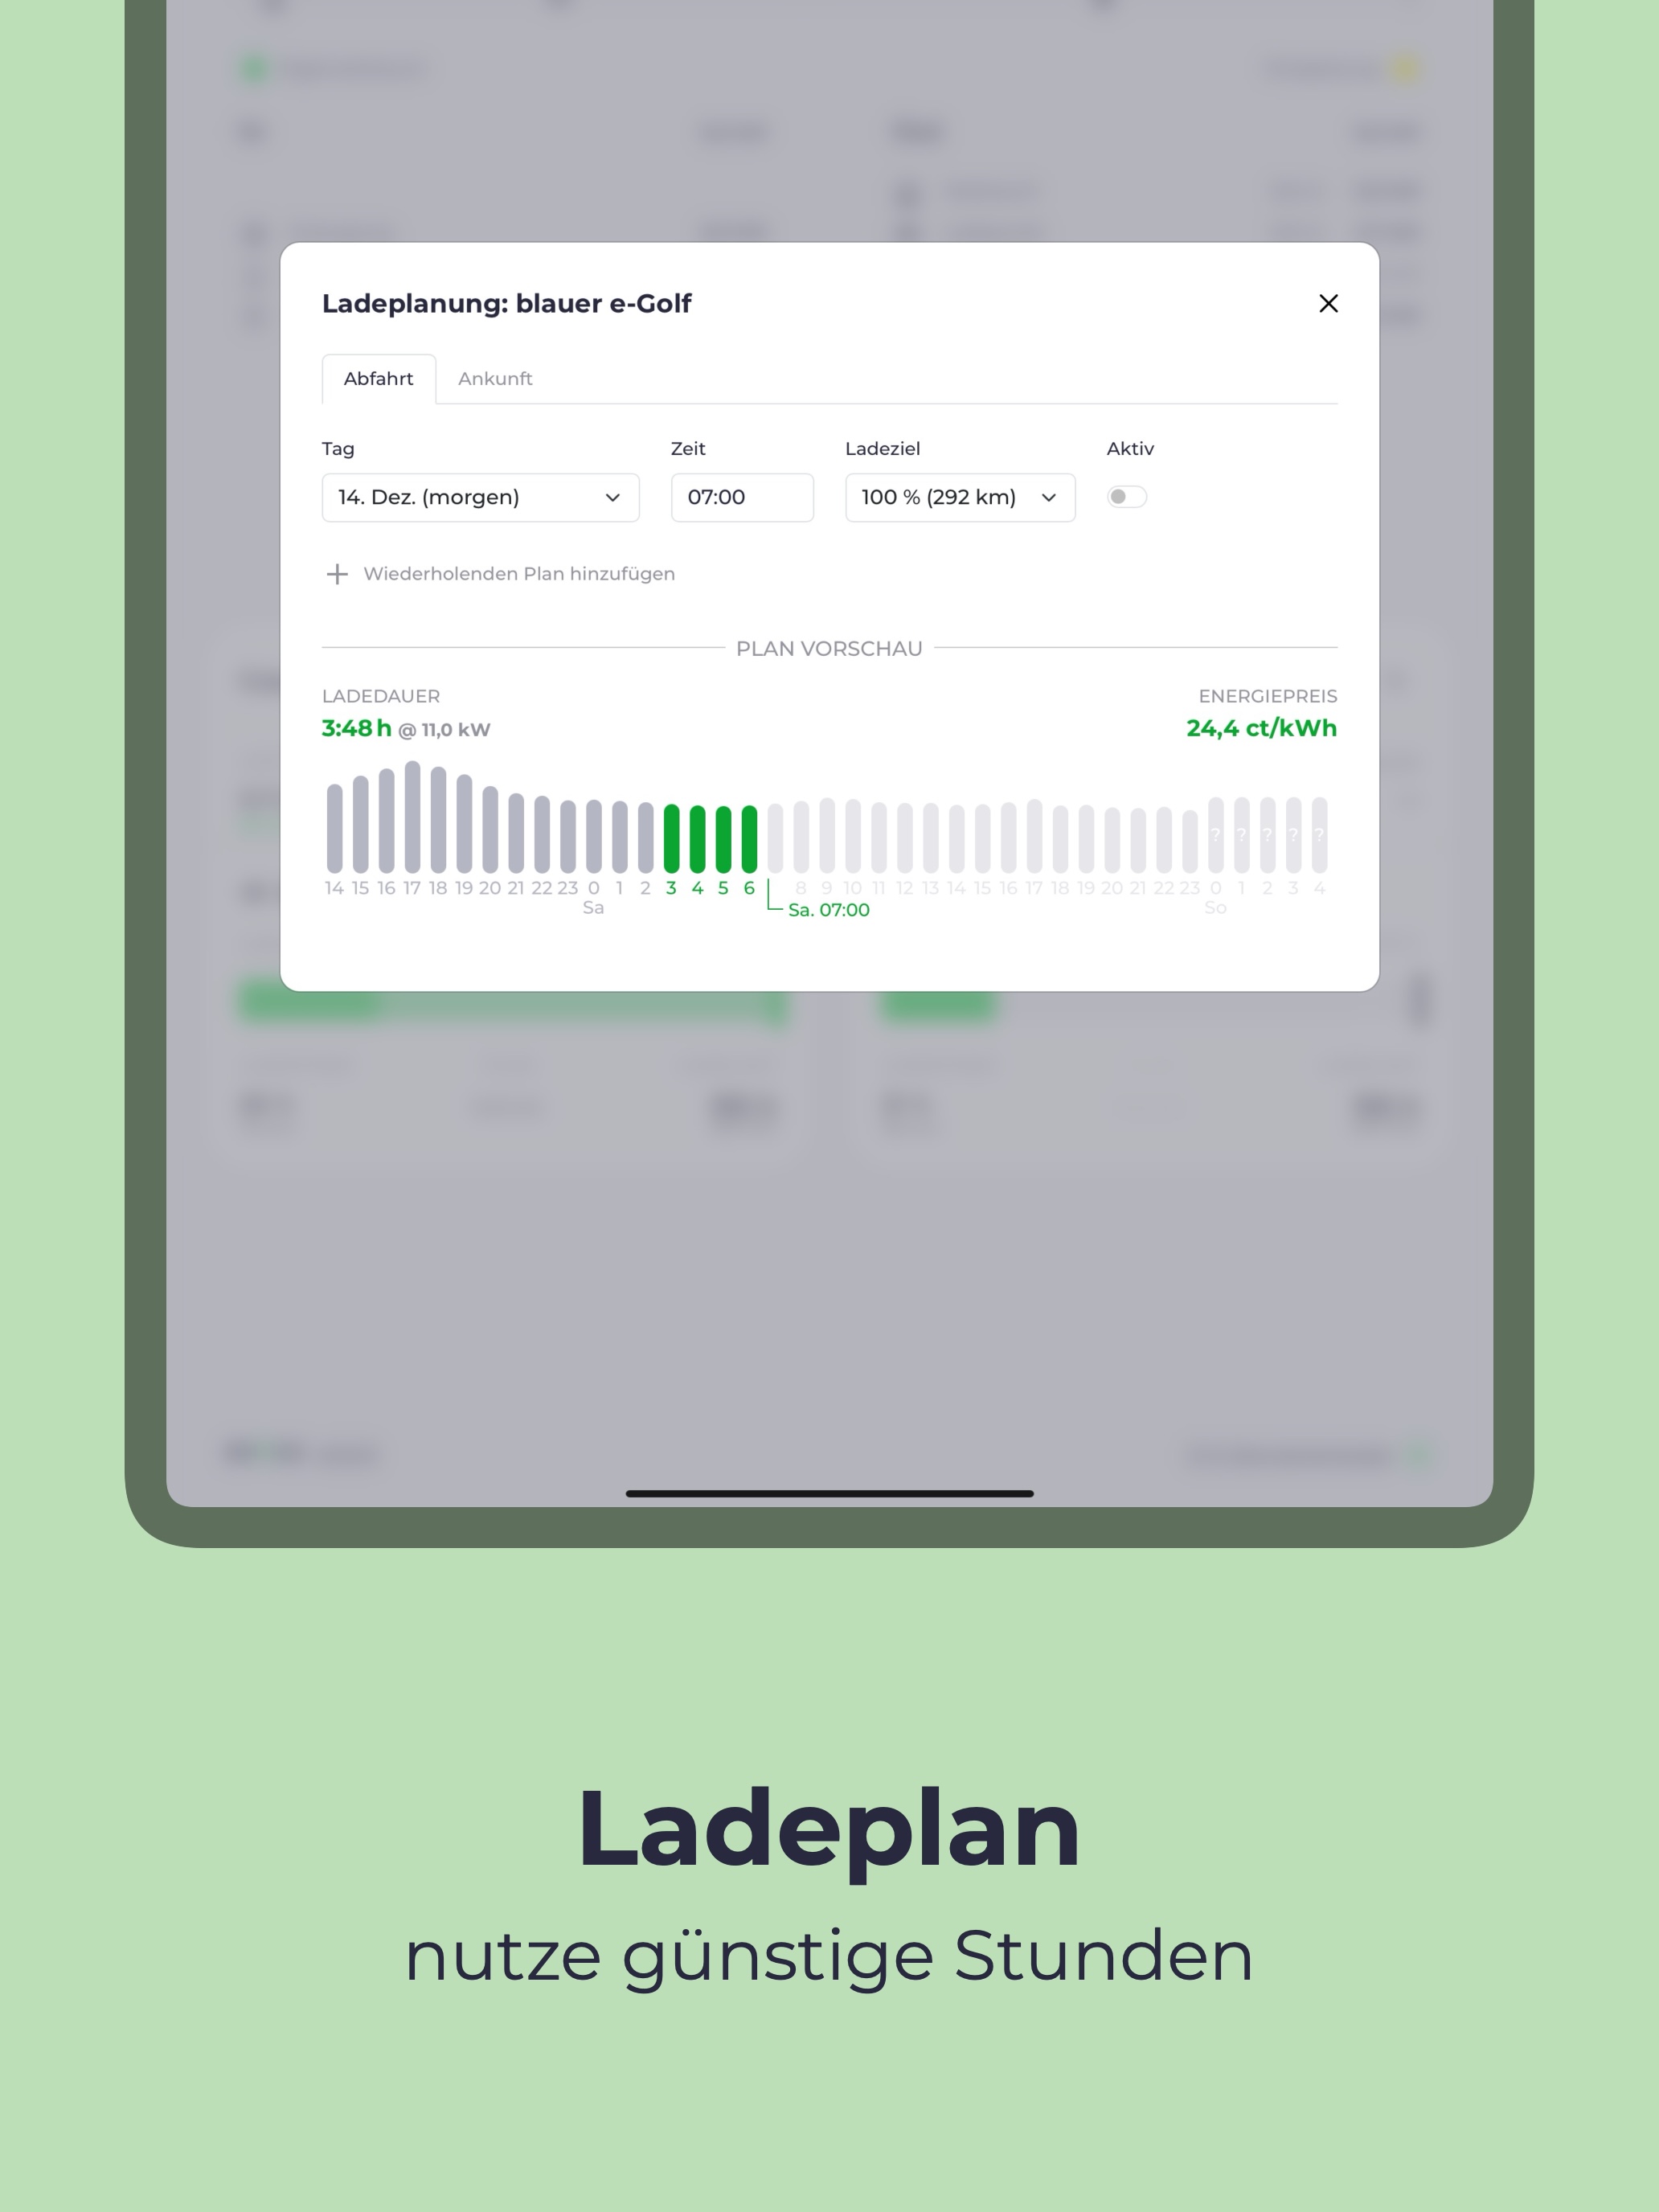 Ladeplanung: blauer e-Golf
Abfahrt Ankunft
Tag Zeit Ladeziel Aktiv
14. Dez. (morgen) 07:00 100 % (292 km)
Wiederholenden Plan hinzufügen
PLAN VORSCHAU
LADEDAUER ENERGIEPREIS
3:48 h @ 11,0 kW 24,4 ct/kWh
? ? ? ? ?
14 15 16 17 18 19 20 21 22 23 0 1 2 3 4 5 6 8 9 10 11 12 13 14 15 16 17 18 19 20 21 22 23 0 1 2 3 4
Sa Sa. 07:00 So
Ladeplan
nutze günstige Stunden